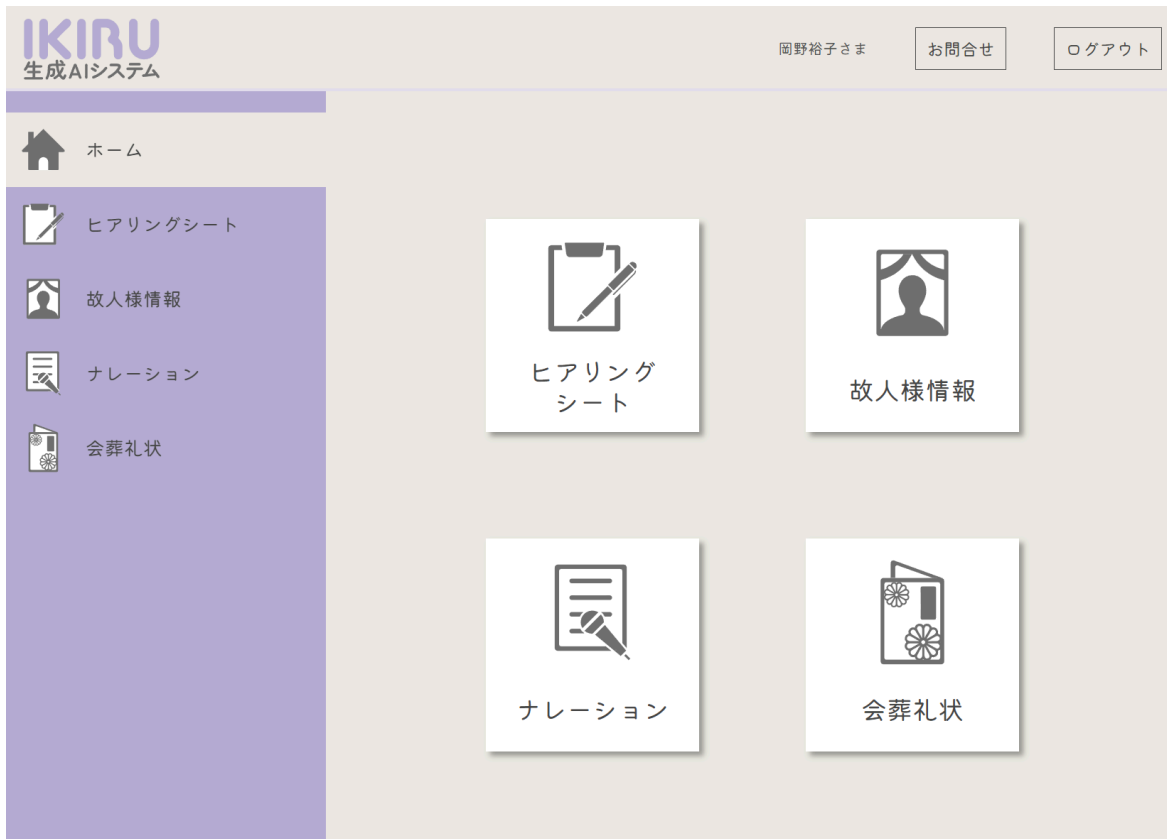 IKIRU
生成AIシステム
岡野裕子さま
お問合せ
ログアウト
ホーム
ヒアリングシート
故人様情報
ナレーション
会葬礼状
ヒアリング
シート
故人様情報
ナレーション
会葬礼状